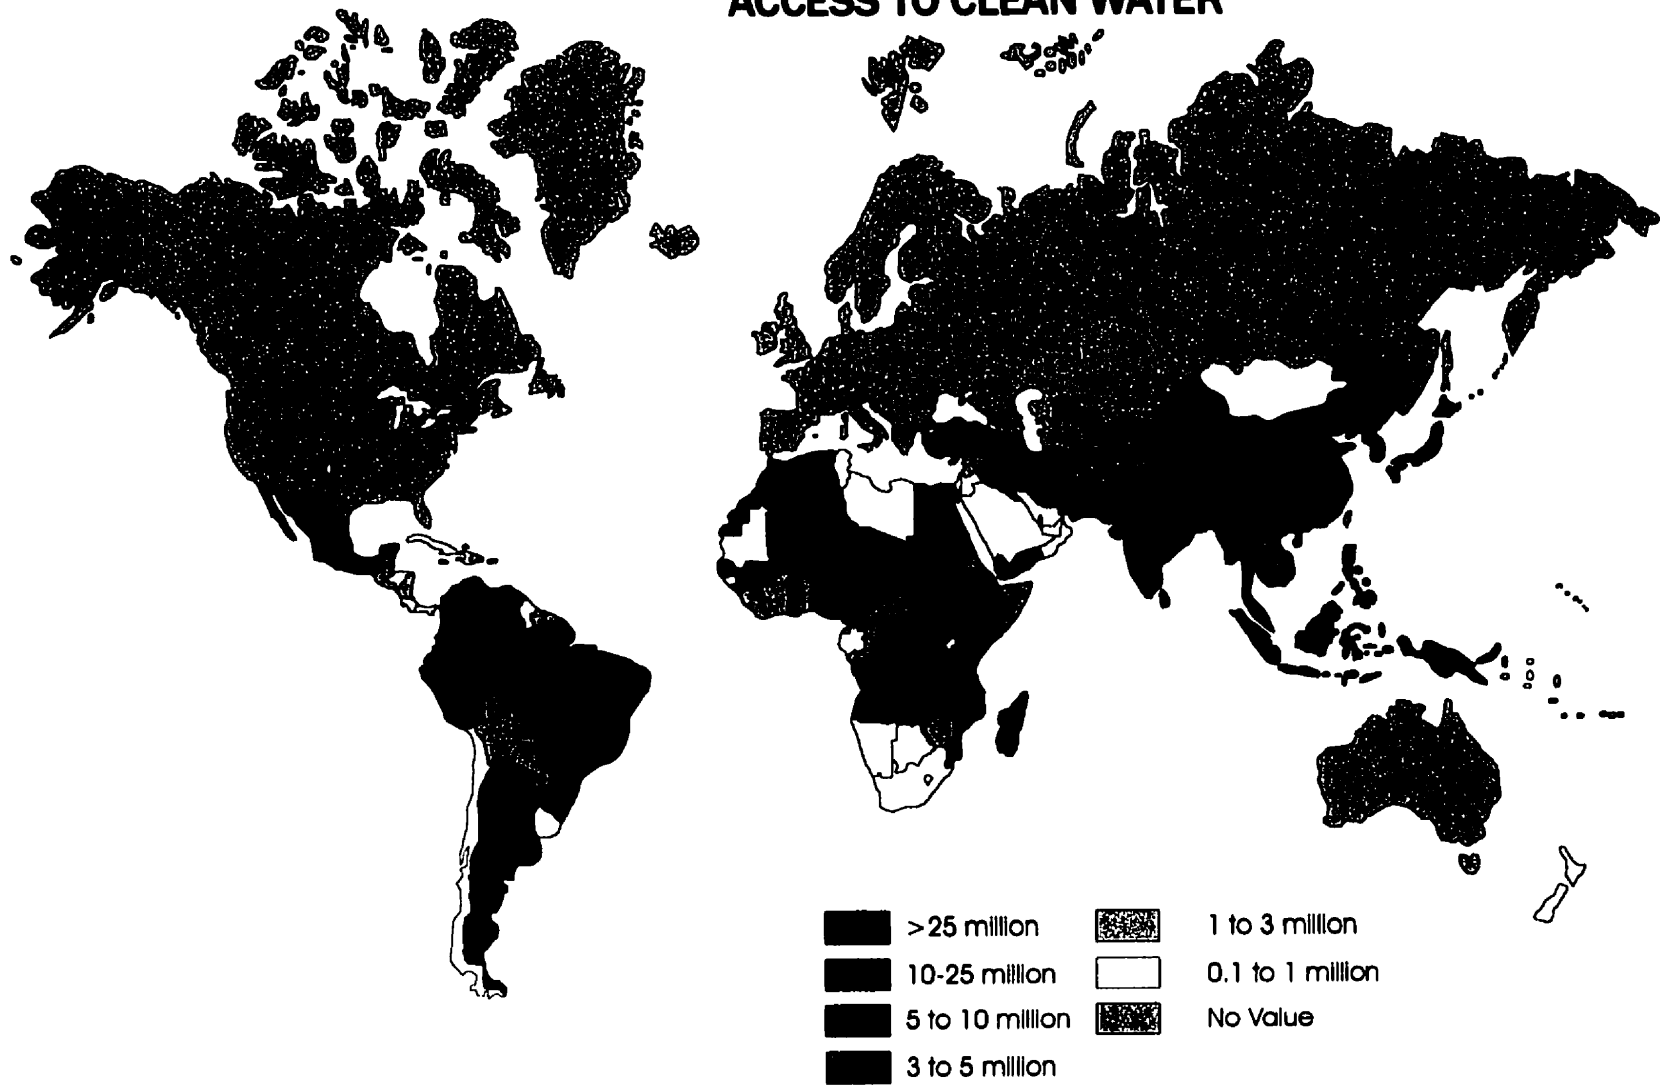 ACCESS TO CLEAN WATER
>25 million
10-25 million
5 to 10 million
3 to 5 million
1 to 3 million
0.1 to 1 million
No Value